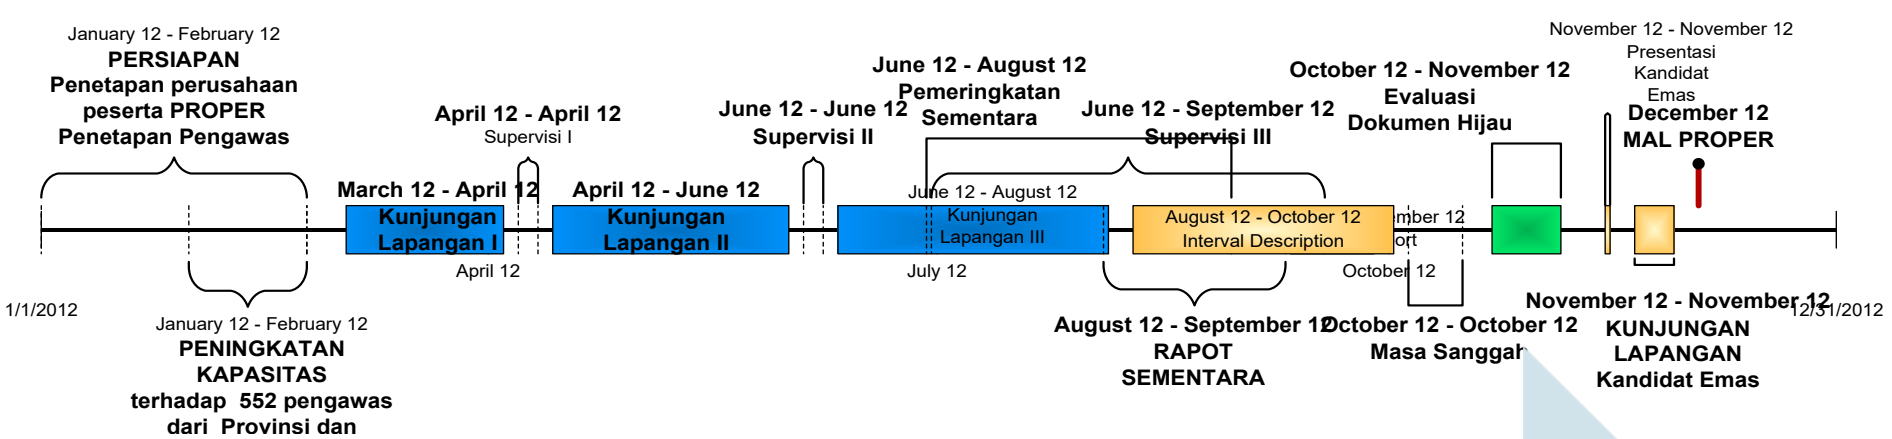 January 12 - February 12
PERSIAPAN
Penetapan perusahaan
peserta PROPER
Penetapan Pengawas
April 12 - April 12
Supervisi I
June 12 - June 12
Supervisi II
June 12 - August 12
Pemeringkatan
Sementara
June 12 - September 12
Supervisi III
October 12 - November 12
Evaluasi
Dokumen Hijau
November 12 - November 12
Presentasi
Kandidat
Emas
December 12
MAL PROPER
March 12 - April 12
Kunjungan
Lapangan I
April 12 - June 12
Kunjungan
Lapangan II
June 12 - August 12
Kunjungan
Lapangan III
August 12 - October 12
Interval Description
mber 12
ort
April 12
July 12
October 12
1/1/2012
12/31/2012
January 12 - February 12
PENINGKATAN
KAPASITAS
terhadap 552 pengawas
dari Provinsi dan
August 12 - September 12
RAPOT
SEMENTARA
October 12 - October 12
Masa Sanggah
November 12 - November 12
KUNJUNGAN
LAPANGAN
Kandidat Emas